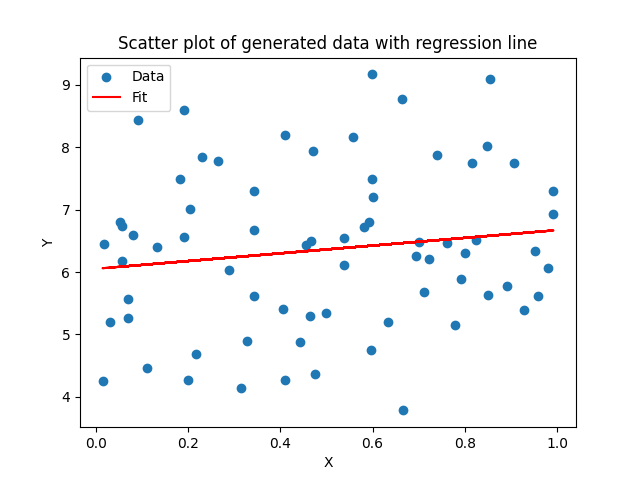 Scatter plot of generated data with regression line
Data
Fit
9
8
7
6
5
4
Y
0.0 0.2 0.4 0.6 0.8 1.0
X